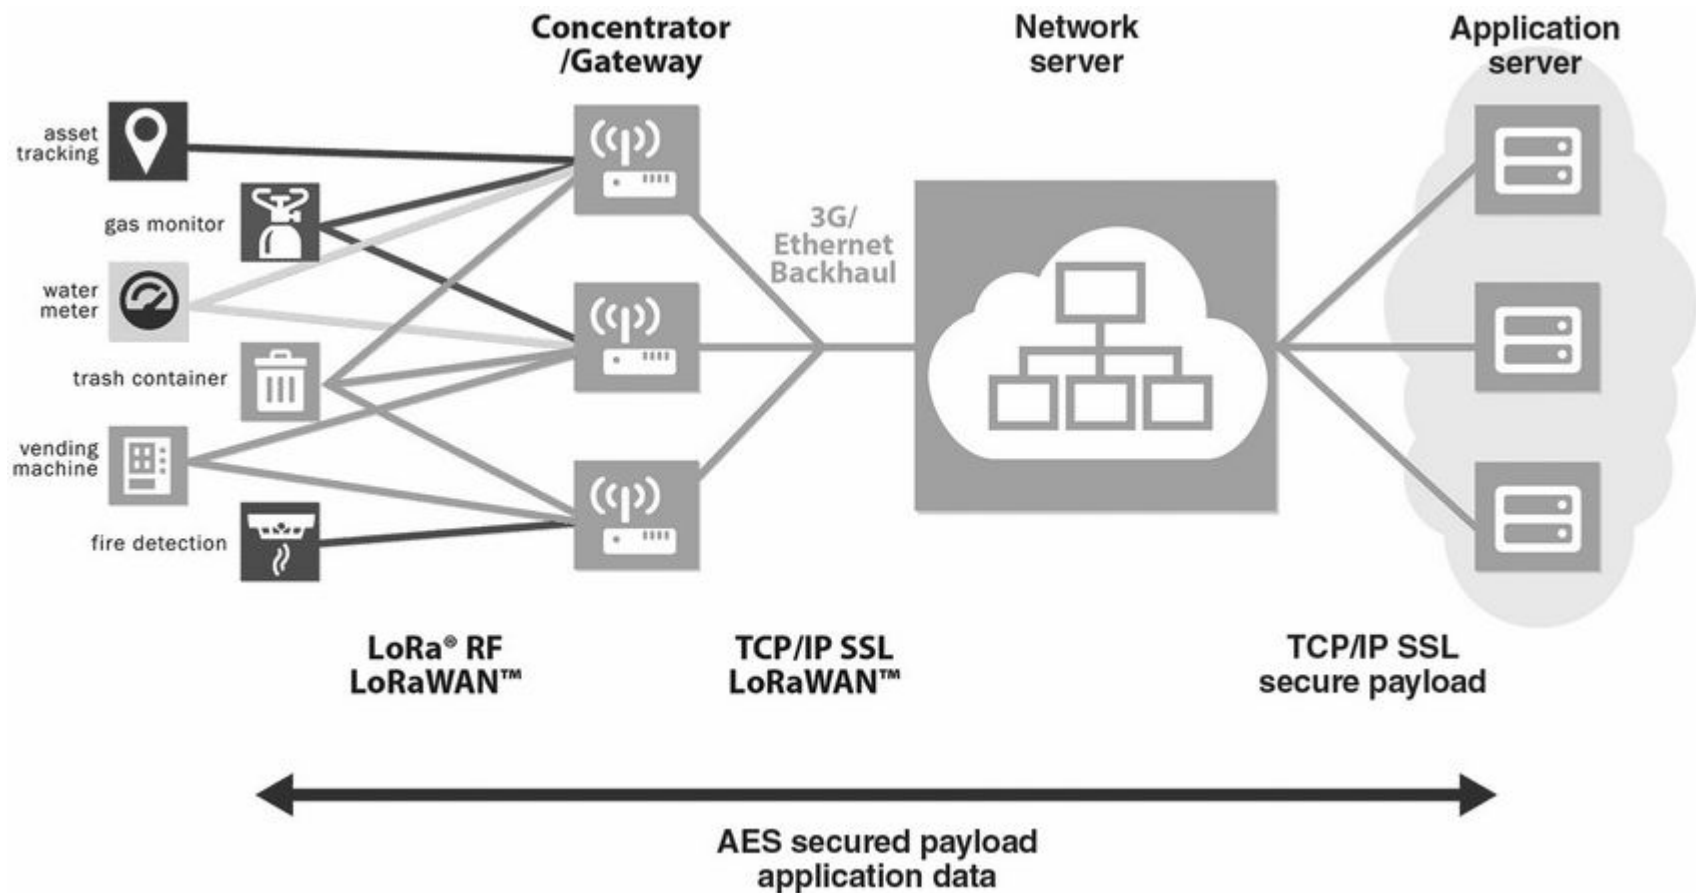 Concentrator
/Gateway
Network
server
Application
server
asset
tracking
gas monitor
water
meter
trash container
vending
machine
fire detection
3G/
Ethernet
Backhaul
LoRa® RF
LoRaWAN™
TCP/IP SSL
LoRaWAN™
TCP/IP SSL
secure payload
AES secured payload
application data